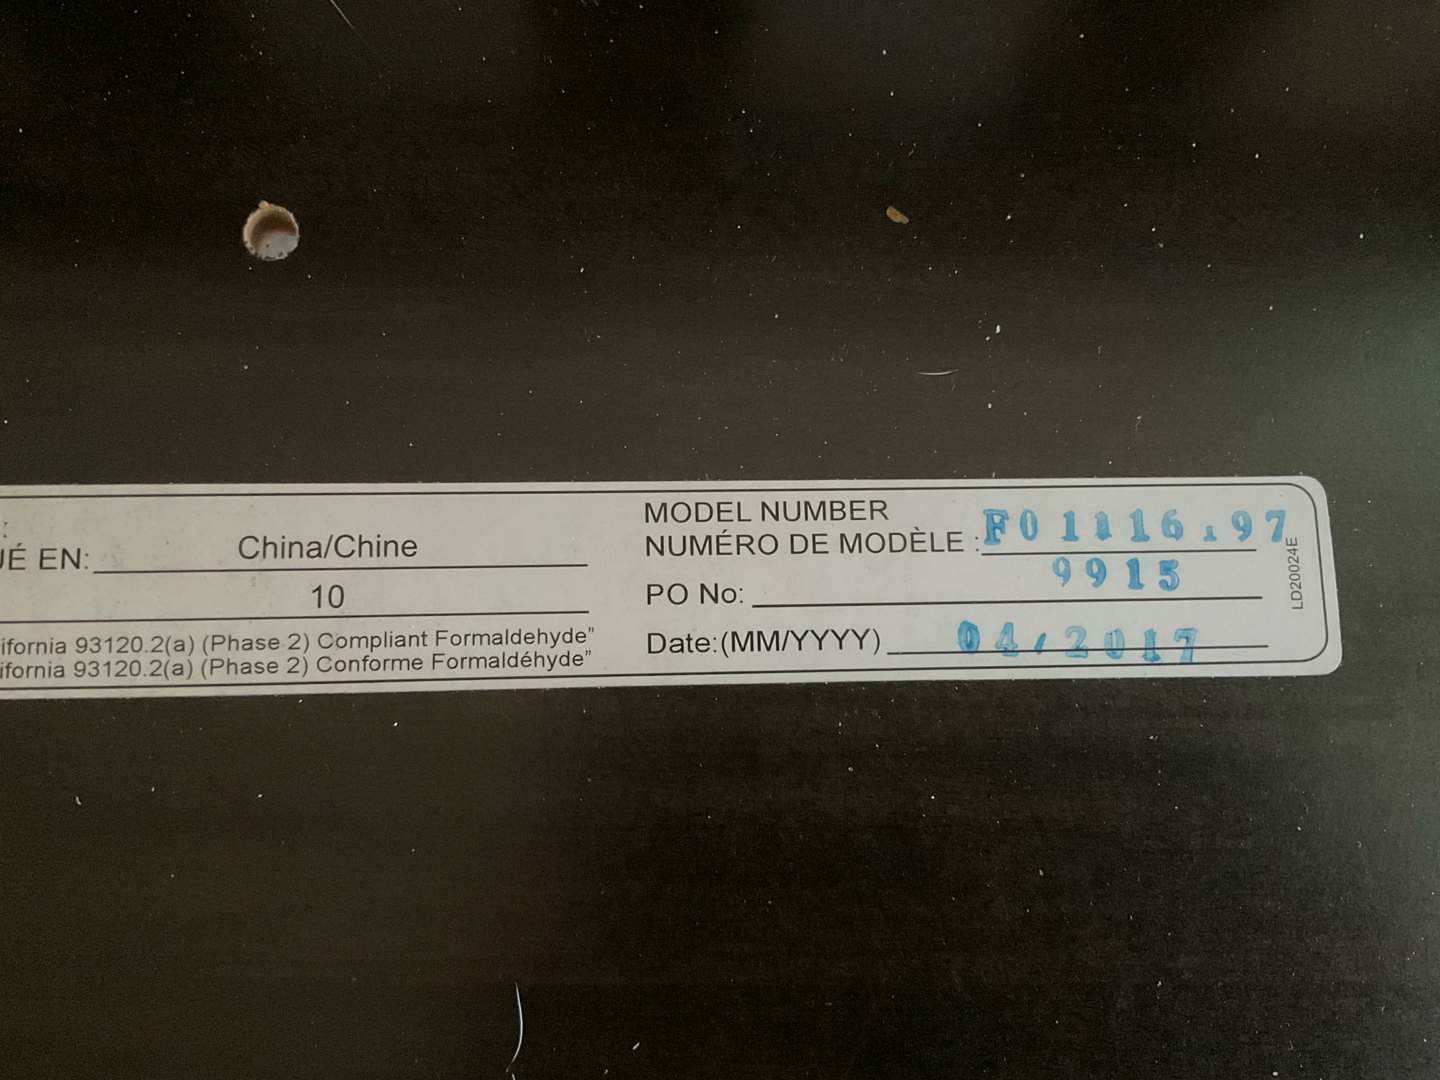 :
UÉ EN: China/Chine
10
ifornia 93120.2(a) (Phase 2) Compliant Formaldehyde”
ifornia 93120.2(a) (Phase 2) Conforme Formaldéhyde”
MODEL NUMBER
NUMÉRO DE MODÈLE : F01116.97
PO No: 9915
Date:(MM/YYYY) 04/2017
LD20024E